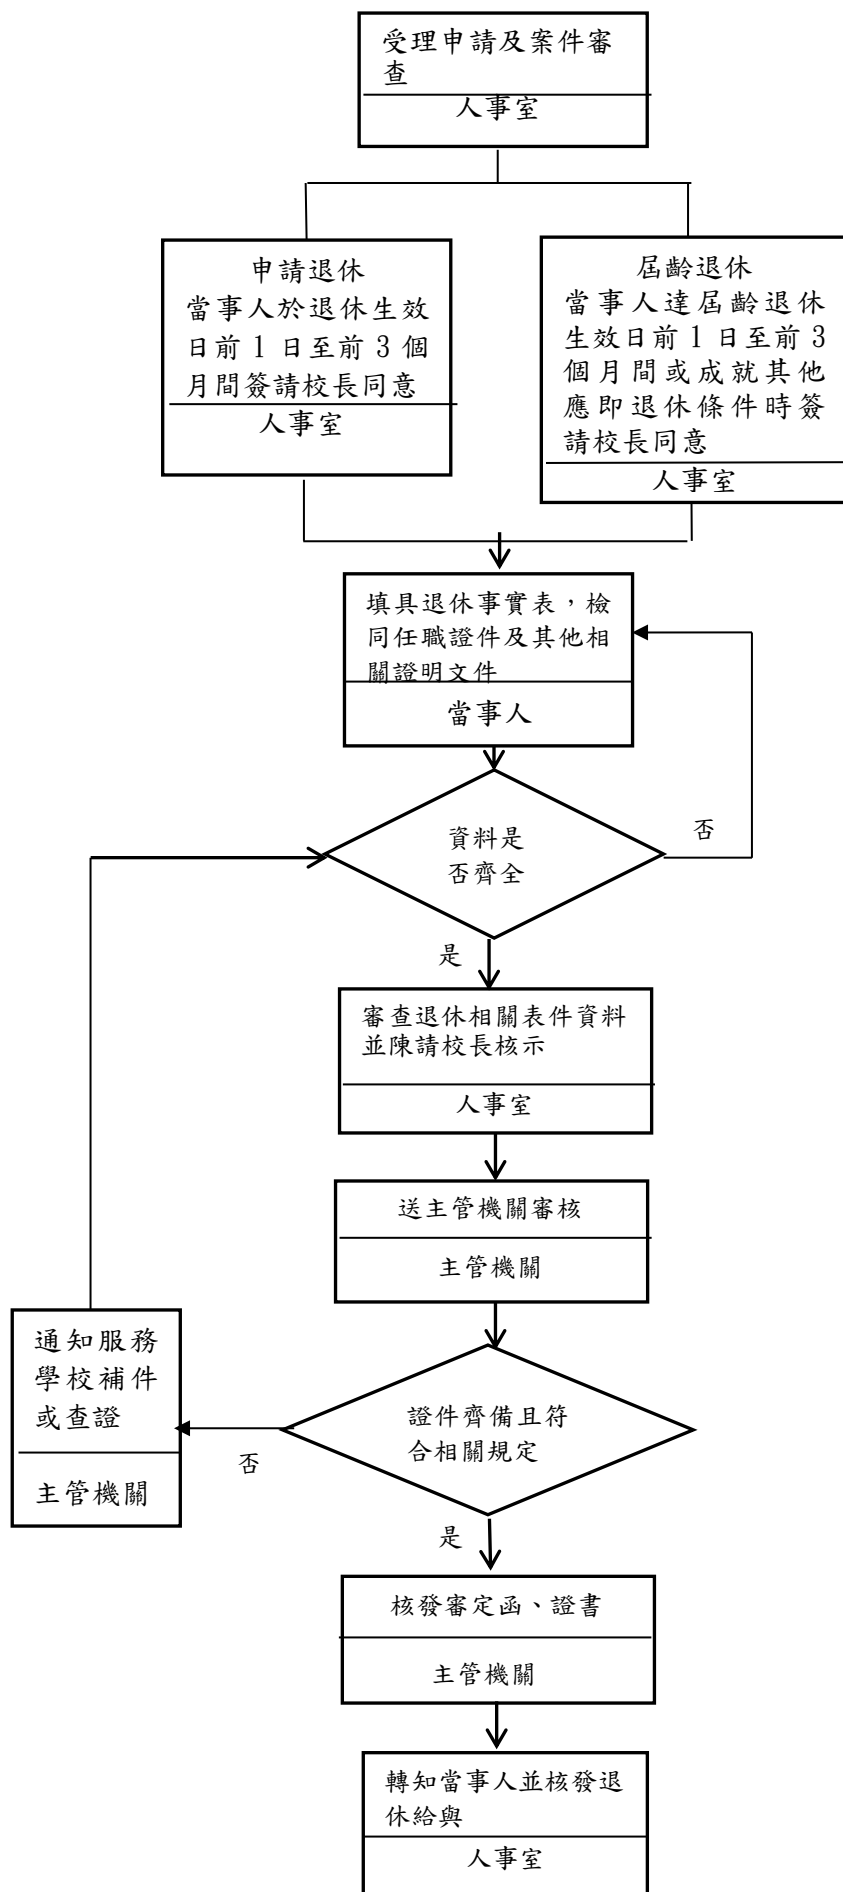 受理申請及案件審
查
人事室
申請退休
當事人於退休生效
日前1日至前3個
月間簽請校長同意
人事室
屆齡退休
當事人達屆齡退休
生效日前1日至前3
個月間或成就其他
應即退休條件時簽
請校長同意
人事室
填具退休事實表，檢
同任職證件及其他相
關證明文件
當事人
資料是
否齊全
否
是
審查退休相關表件資料
並陳請校長核示
人事室
送主管機關審核
主管機關
通知服務
學校補件
或查證
主管機關
證件齊備且符
合相關規定
否
是
核發審定函、證書
主管機關
轉知當事人並核發退
休給與
人事室